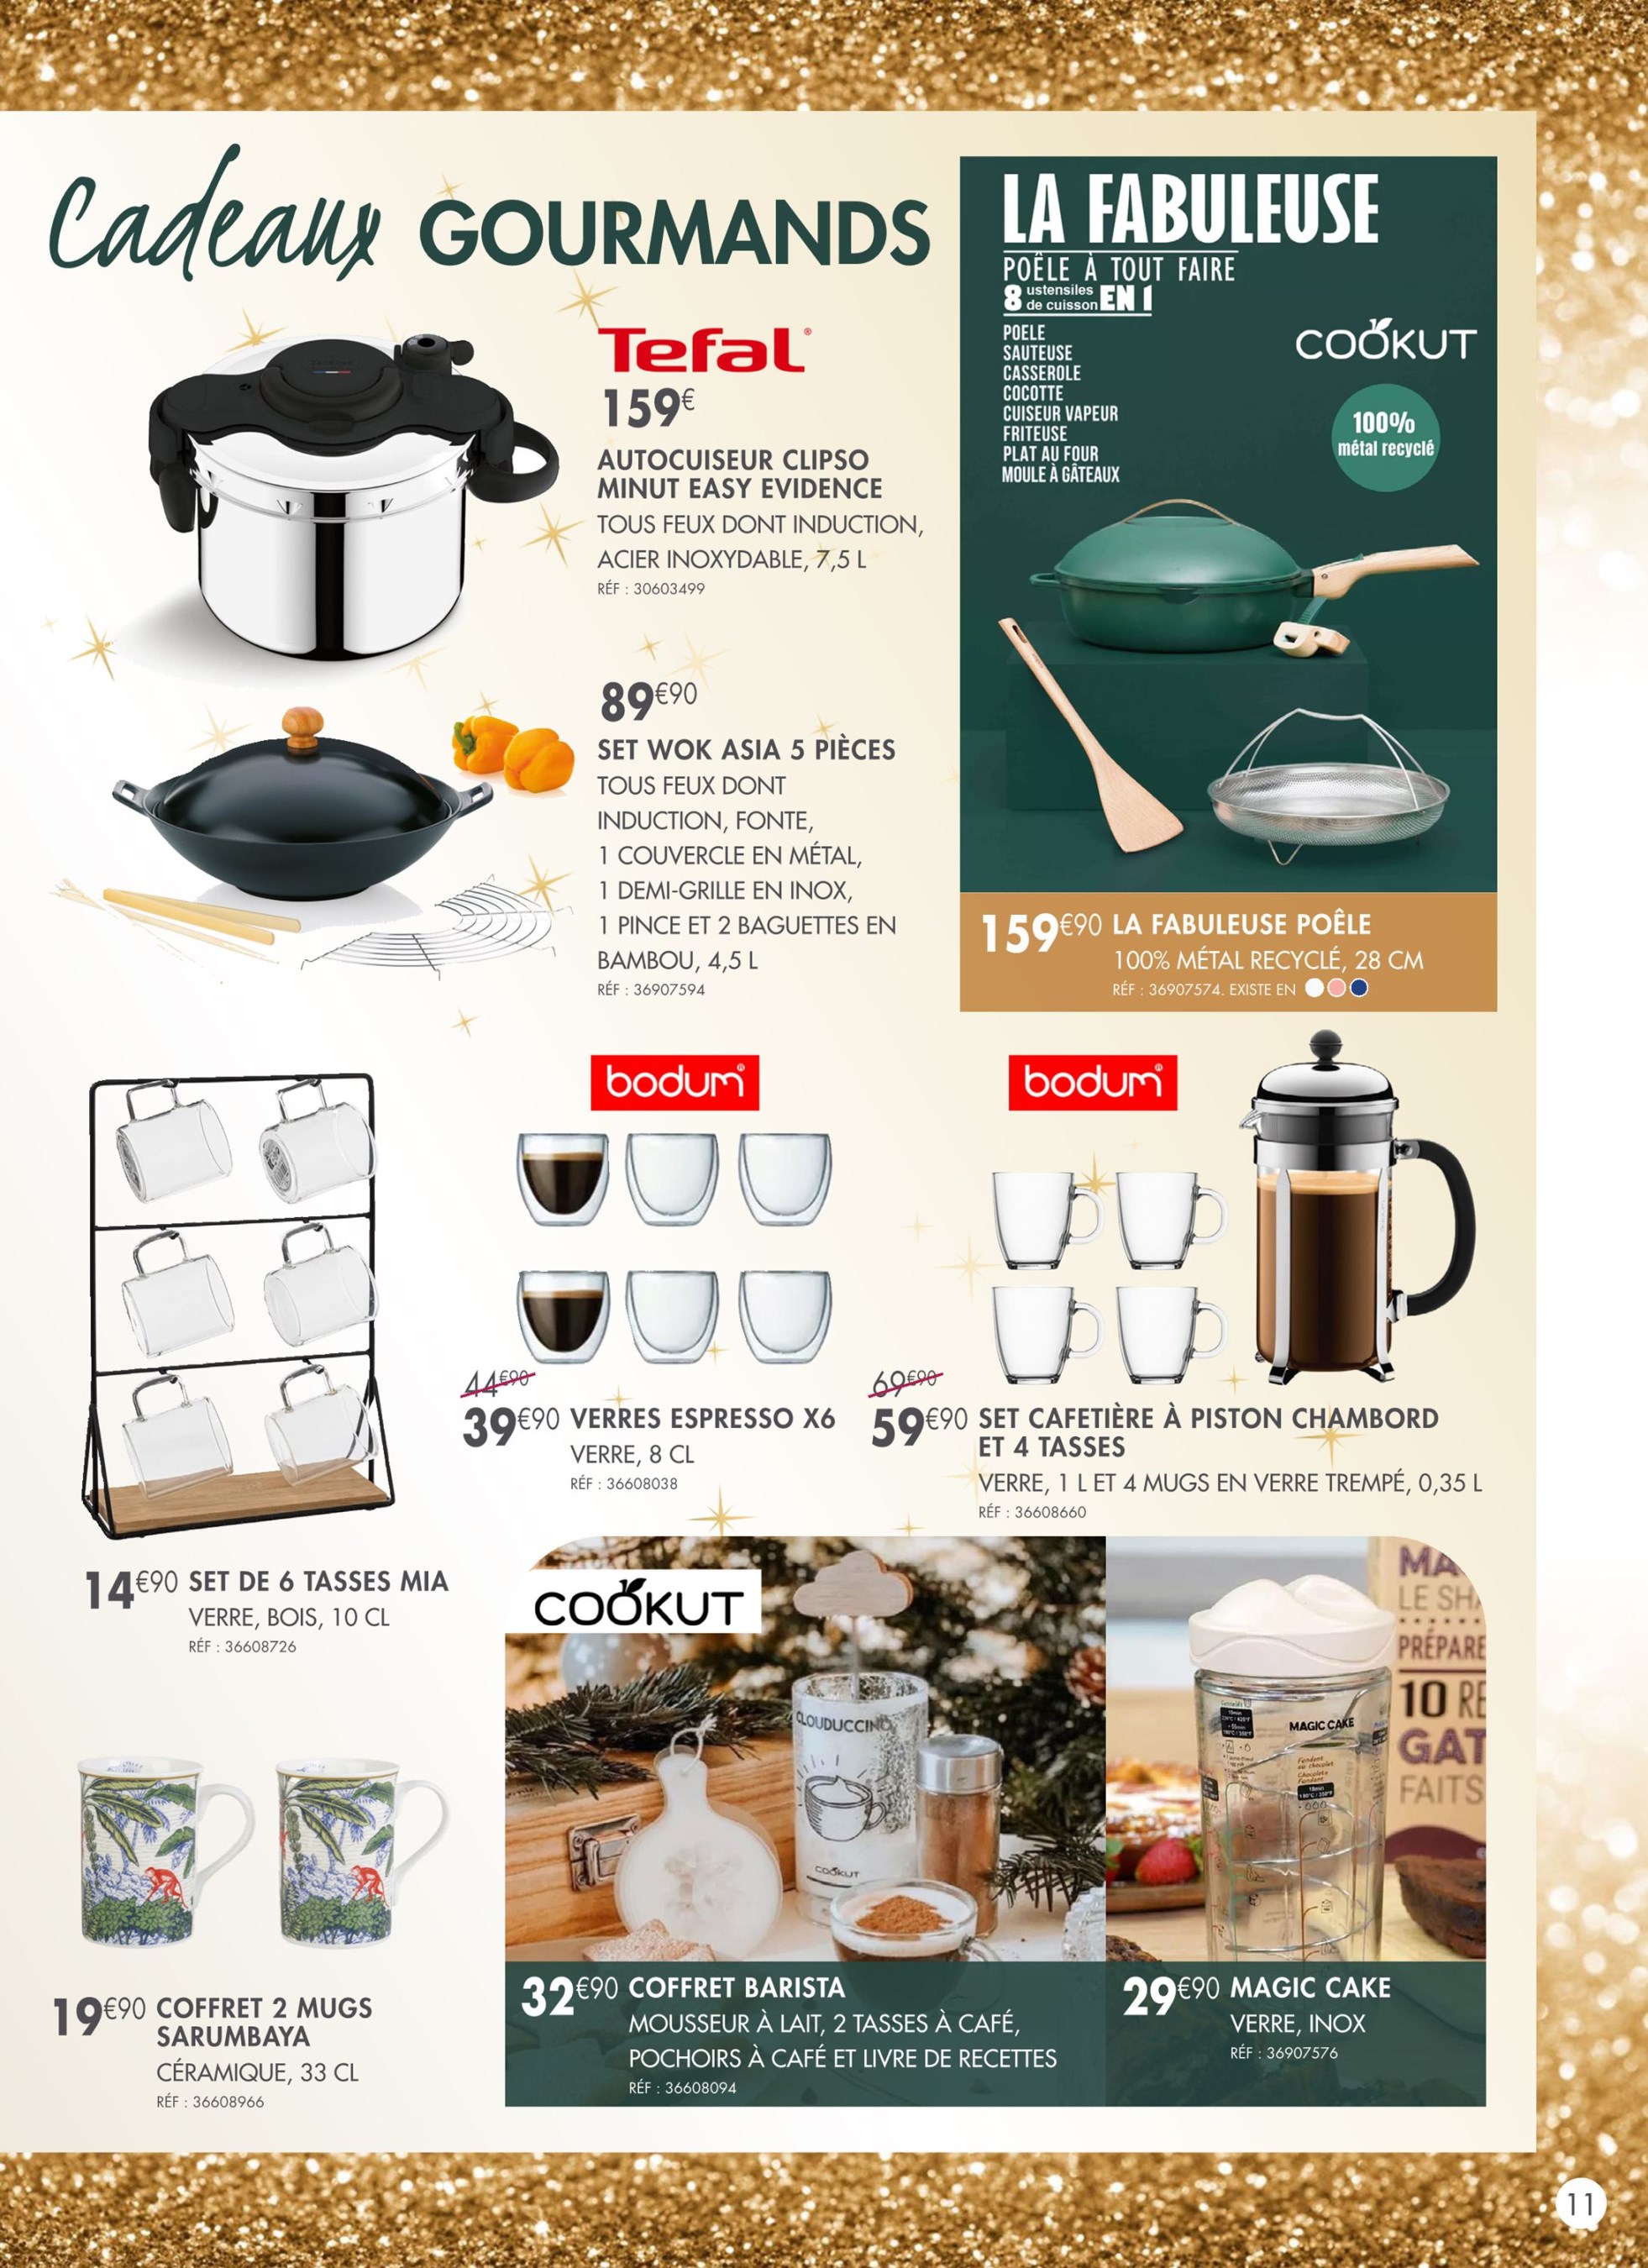 Cadeaux GOURMANDS
Tefal®
159€
AUTOCUISEUR CLIPSO
MINUT EASY EVIDENCE
TOUS FEUX DONT INDUCTION,
ACIER INOXYDABLE, 7,5 L
RÉF : 30603499
89€90
SET WOK ASIA 5 PIÈCES
TOUS FEUX DONT
INDUCTION, FONTE,
1 COUVERCLE EN MÉTAL,
1 DEMI-GRILLE EN INOX,
1 PINCE ET 2 BAGUETTES EN
BAMBOU, 4,5 L
RÉF : 36907594
LA FABULEUSE
POÊLE À TOUT FAIRE
8 ustensiles de cuisson EN 1
POELE
SAUTEUSE
CASSEROLE
COCOTTE
CUISEUR VAPEUR
FRITEUSE
PLAT AU FOUR
MOULE À GÂTEAUX
COOKUT
100%
métal recyclé
159€90 LA FABULEUSE POÊLE
100% MÉTAL RECYCLÉ, 28 CM
RÉF : 36907574. EXISTE EN
14€90 SET DE 6 TASSES MIA
VERRE, BOIS, 10 CL
RÉF : 36608726
bodum®
44€90
39€90 VERRES ESPRESSO X6
VERRE, 8 CL
RÉF : 36608038
bodum®
69€90
59€90 SET CAFETIÈRE À PISTON CHAMBORD
ET 4 TASSES
VERRE, 1 L ET 4 MUGS EN VERRE TREMPÉ, 0,35 L
RÉF : 36608660
19€90 COFFRET 2 MUGS
SARUMBAYA
CÉRAMIQUE, 33 CL
RÉF : 36608966
COOKUT
CLOUDUCCINO
COOKUT
32€90 COFFRET BARISTA
MOUSSEUR À LAIT, 2 TASSES À CAFÉ,
POCHOIRS À CAFÉ ET LIVRE DE RECETTES
RÉF : 36608094
MA
LE SHA
PRÉPARE
10 RE
GAT
FAITS
MAGIC CAKE
29€90 MAGIC CAKE
VERRE, INOX
RÉF : 36907576
11